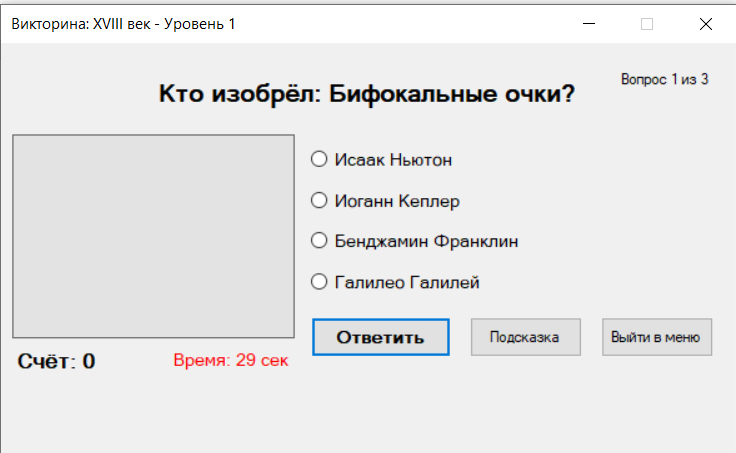 Викторина: XVIII век - Уровень 1
Вопрос 1 из 3
Кто изобрёл: Бифокальные очки?
Исаак Ньютон
Иоганн Кеплер
Бенджамин Франклин
Галилео Галилей
Ответить
Подсказка
Выйти в меню
Счёт: 0
Время: 29 сек